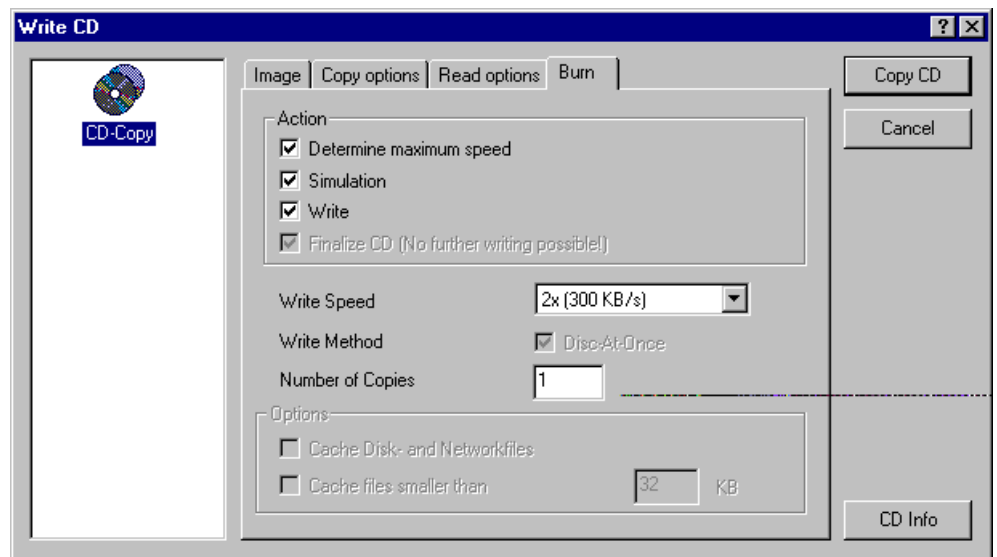 Write CD
CD-Copy
Image Copy options Read options Burn
Copy CD
Cancel
Action
Determine maximum speed
Simulation
Write
Finalize CD (No further writing possible!)
Write Speed 2x (300 KB/s)
Write Method Disc-At-Once
Number of Copies 1
Options
Cache Disk- and Networkfiles
Cache files smaller than 32 KB
CD Info